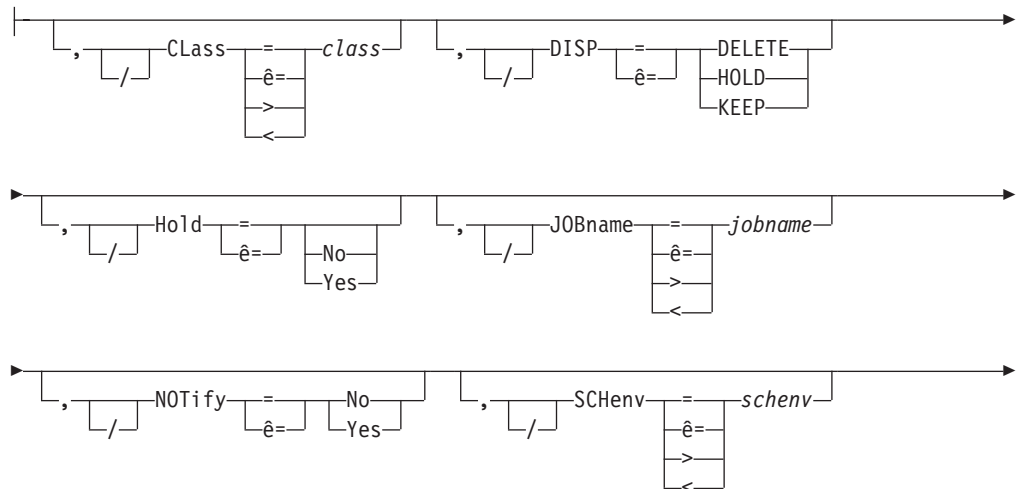 , / CLass = class , / DISP = DELETE
ê= ê= HOLD
> KEEP
<
, / Hold = , / JOBname = jobname
ê= No ê=
Yes >
<
, / NOTify = No , / SCHenv = schenv
ê= Yes ê=
>
<